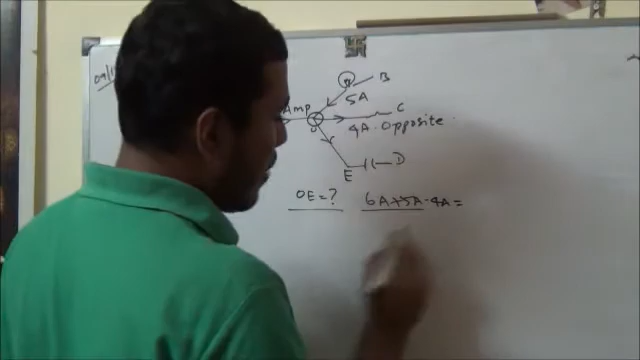 B
5A
Amp
C
4A. Opposite.
D
E
OE=? 6A+5A-4A=